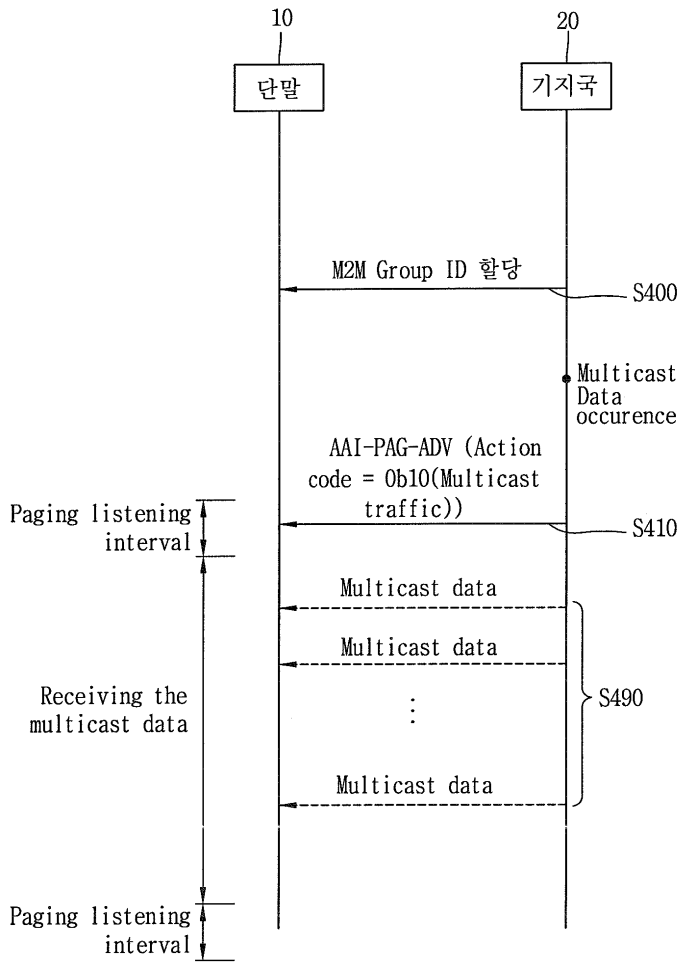 10
20
단말
기지국
M2M Group ID 할당
S400
Multicast
Data
occurence
AAI-PAG-ADV (Action
code = 0b10(Multicast
traffic))
S410
Paging listening
interval
Multicast data
Multicast data
Receiving the
multicast data
S490
Multicast data
Paging listening
interval